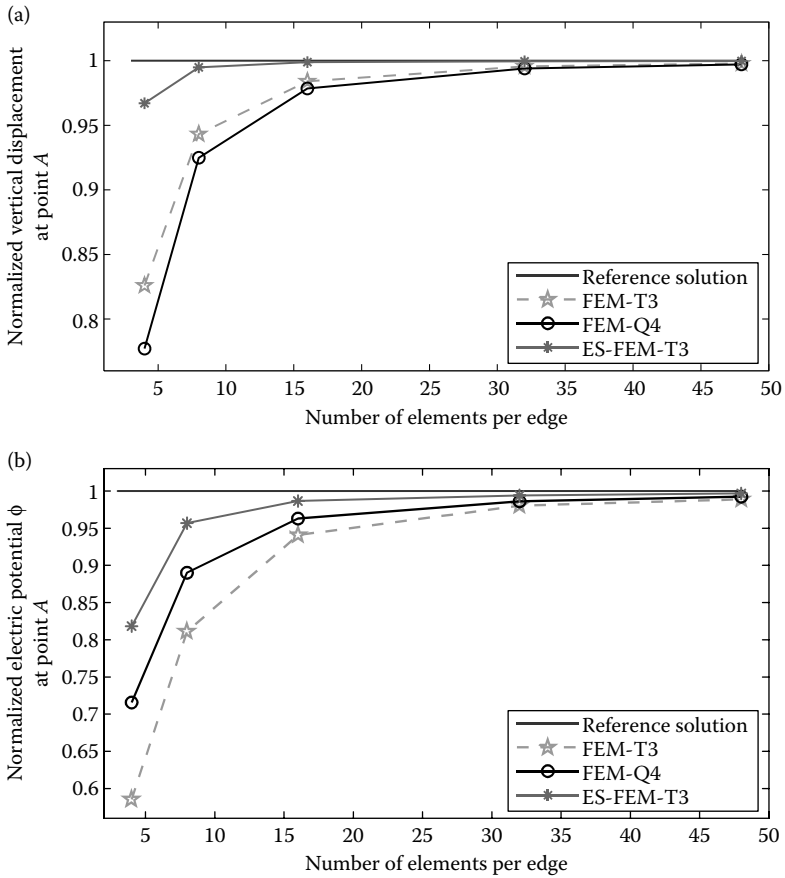 (a)
Normalized vertical displacement
at point A
1
0.95
0.9
0.85
0.8
Reference solution
FEM-T3
FEM-Q4
ES-FEM-T3
5 10 15 20 25 30 35 40 45 50
Number of elements per edge
(b)
Normalized electric potential ϕ
at point A
1
0.95
0.9
0.85
0.8
0.75
0.7
0.65
0.6
Reference solution
FEM-T3
FEM-Q4
ES-FEM-T3
5 10 15 20 25 30 35 40 45 50
Number of elements per edge